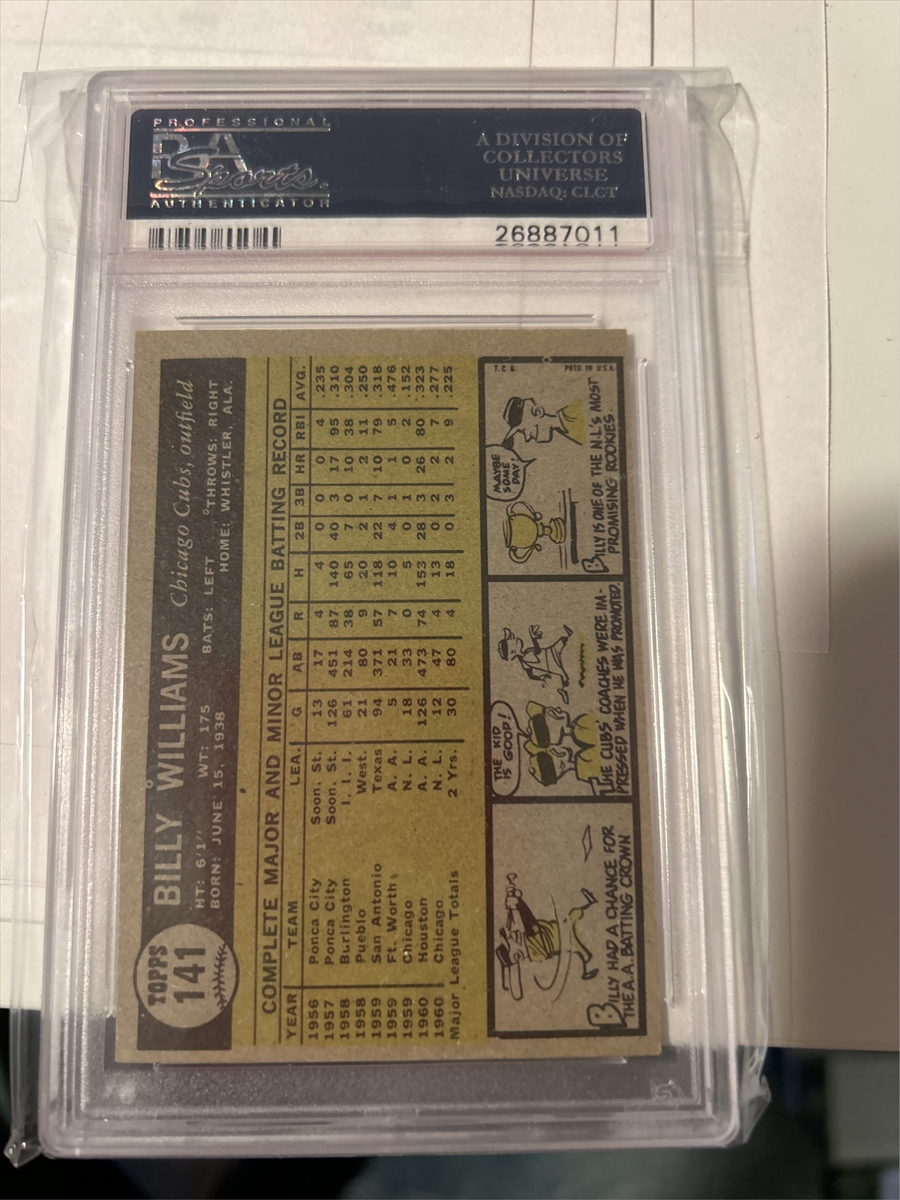 PROFESSIONAL
PSA
Sports
AUTHENTICATOR
A DIVISION OF
COLLECTORS
UNIVERSE
NASDAQ: CLCT
26887011
TOPPS
141
BILLY WILLIAMS Chicago Cubs, outfield
HT: 6'1" WT: 175 BATS: LEFT THROWS: RIGHT
BORN: JUNE 15, 1938 HOME: WHISTLER, ALA.
COMPLETE MAJOR AND MINOR LEAGUE BATTING RECORD
YEAR TEAM LEA. G AB R H 2B 3B HR RBI AVG.
1956 Ponca City Soon. St. 13 17 4 4 0 0 0 4 .235
1957 Ponca City Soon. St. 126 451 87 140 40 3 17 95 .310
1958 Burlington I. I. I. 61 214 38 65 7 0 10 38 .304
1958 Pueblo West. 21 80 9 20 2 1 2 11 .250
1959 San Antonio Texas 94 371 57 118 22 7 10 79 .318
1959 Ft. Worth A. A. 5 21 7 10 4 1 1 5 .476
1959 Chicago N. L. 18 33 0 5 0 1 0 2 .152
1960 Houston A. A. 126 473 74 153 28 3 26 80 .323
1960 Chicago N. L. 12 47 4 13 0 2 2 7 .277
Major League Totals 2 Yrs. 30 80 4 18 0 3 2 9 .225
BILLY HAD A CHANCE FOR
THE A.A. BATTING CROWN
THE KID
IS GOOD!
THE CUBS' COACHES WERE IM-
PRESSED WHEN HE WAS PROMOTED.
MAYBE
SOME
DAY!
BILLY IS ONE OF THE N.L.'S MOST
PROMISING ROOKIES
T.C.G. PRTD. IN U.S.A.